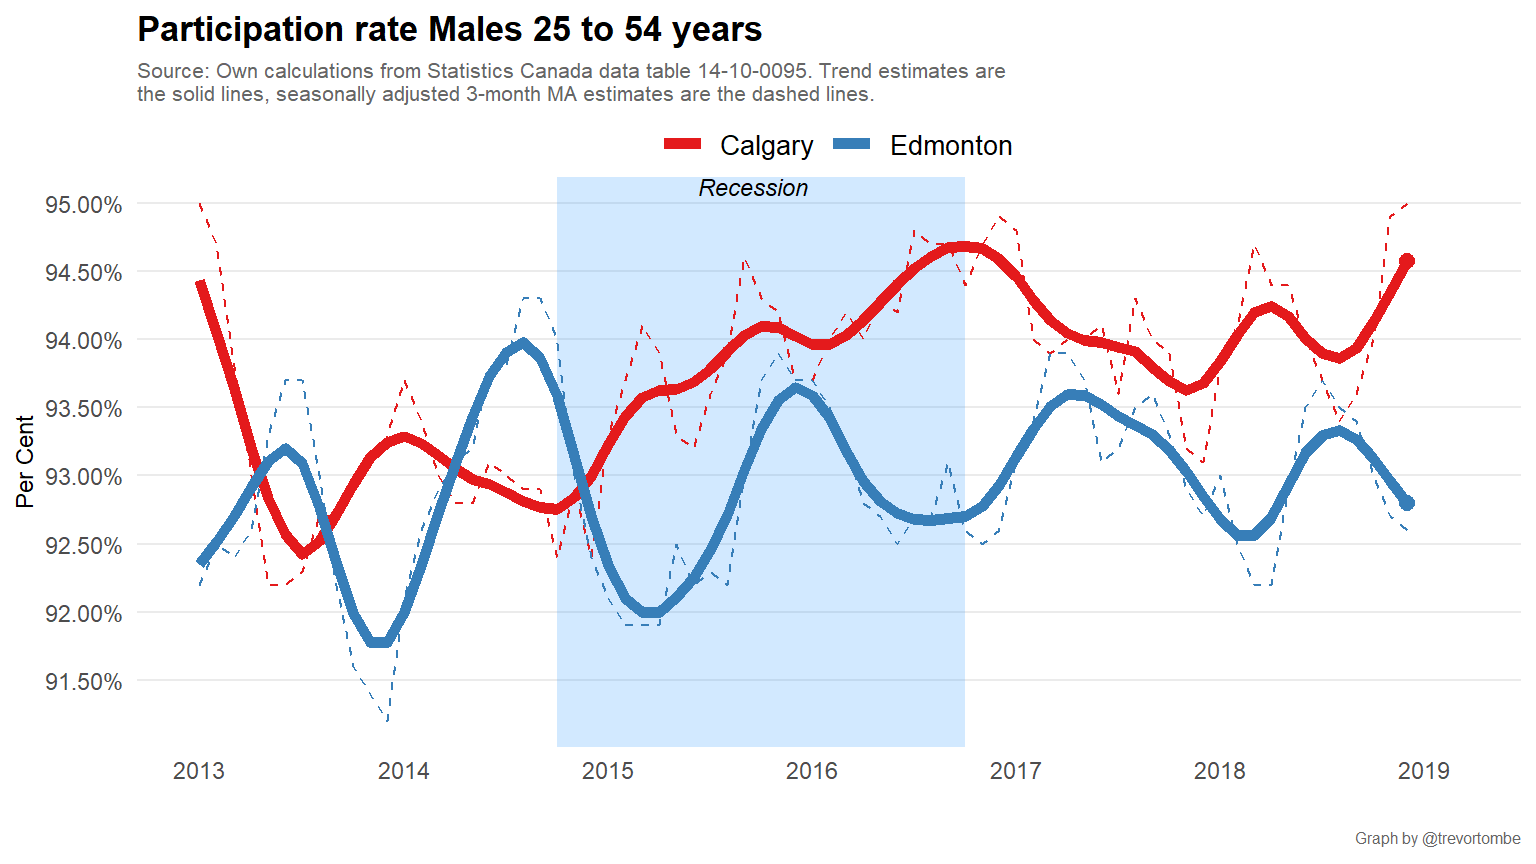 Participation rate Males 25 to 54 years
Source: Own calculations from Statistics Canada data table 14-10-0095. Trend estimates are
the solid lines, seasonally adjusted 3-month MA estimates are the dashed lines.
Calgary Edmonton
Recession
95.00%
94.50%
94.00%
93.50%
93.00%
92.50%
92.00%
91.50%
Per Cent
2013 2014 2015 2016 2017 2018 2019
Graph by @trevortombe